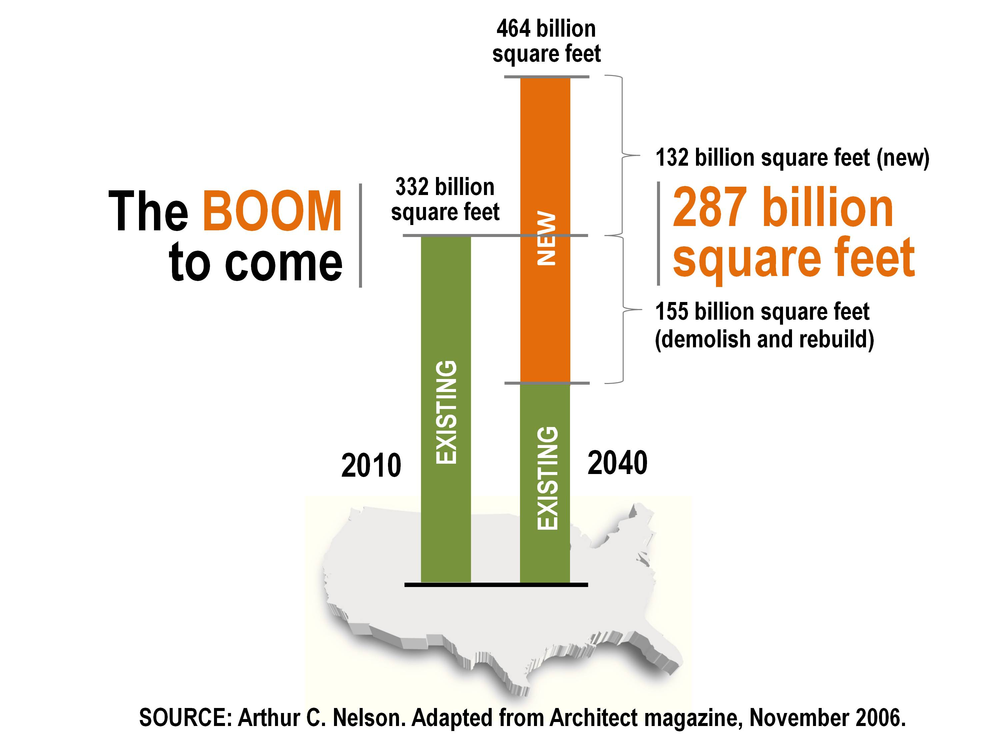 464 billion
square feet
132 billion square feet (new)
332 billion
square feet
The BOOM
to come
287 billion
square feet
NEW
155 billion square feet
(demolish and rebuild)
EXISTING
EXISTING
2010
2040
SOURCE: Arthur C. Nelson. Adapted from Architect magazine, November 2006.